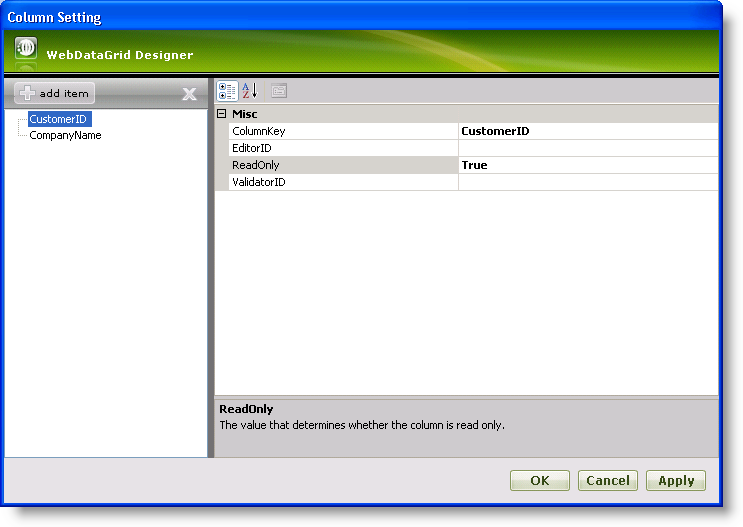 Column Setting
WebDataGrid Designer
add item
CustomerID
CompanyName
Misc
ColumnKey CustomerID
EditorID
ReadOnly True
ValidatorID
ReadOnly
The value that determines whether the column is read only.
OK Cancel Apply